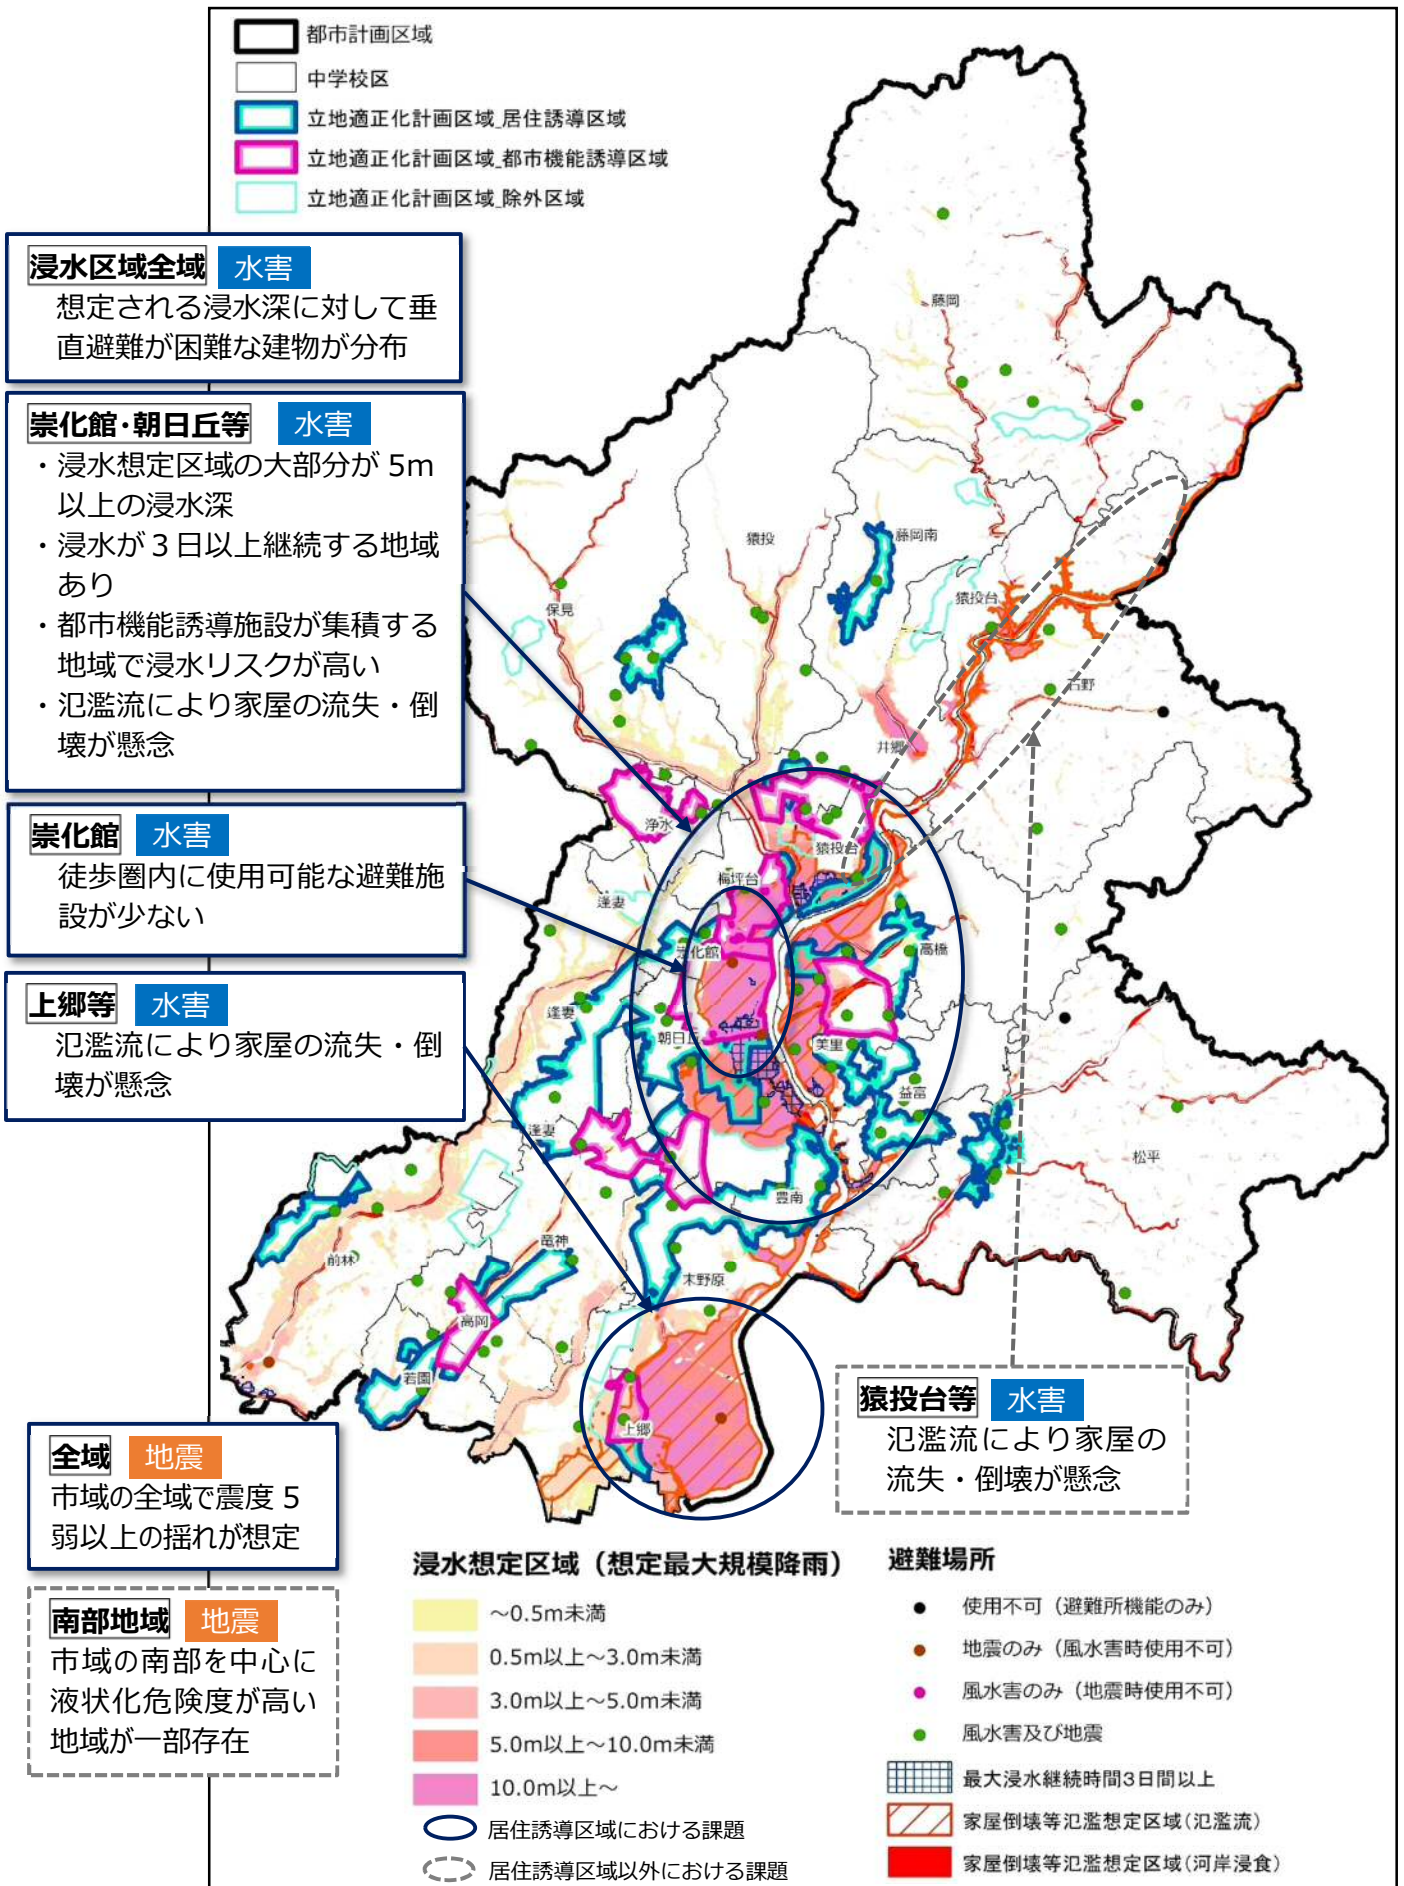 都市計画区域
中学校区
立地適正化計画区域_居住誘導区域
立地適正化計画区域_都市機能誘導区域
立地適正化計画区域_除外区域
浸水区域全域 水害
想定される浸水深に対して垂
直避難が困難な建物が分布
崇化館・朝日丘等 水害
・浸水想定区域の大部分が 5m
以上の浸水深
・浸水が３日以上継続する地域
あり
・都市機能誘導施設が集積する
地域で浸水リスクが高い
・氾濫流により家屋の流失・倒
壊が懸念
崇化館 水害
徒歩圏内に使用可能な避難施
設が少ない
上郷等 水害
氾濫流により家屋の流失・倒
壊が懸念
全域 地震
市域の全域で震度 5
弱以上の揺れが想定
南部地域 地震
市域の南部を中心に
液状化危険度が高い
地域が一部存在
猿投台等 水害
氾濫流により家屋の
流失・倒壊が懸念
藤岡
猿投
藤岡南
保見
猿投台
石野
井郷
浄水
猿投台
梅坪台
逢妻
崇化館
高橋
逢妻
朝日丘
美里
益富
逢妻
松平
豊南
竜神
前林
末野原
高岡
若園
上郷
浸水想定区域（想定最大規模降雨）
～0.5m未満
0.5m以上～3.0m未満
3.0m以上～5.0m未満
5.0m以上～10.0m未満
10.0m以上～
居住誘導区域における課題
居住誘導区域以外における課題
避難場所
使用不可（避難所機能のみ）
地震のみ（風水害時使用不可）
風水害のみ（地震時使用不可）
風水害及び地震
最大浸水継続時間3日間以上
家屋倒壊等氾濫想定区域(氾濫流)
家屋倒壊等氾濫想定区域(河岸浸食)